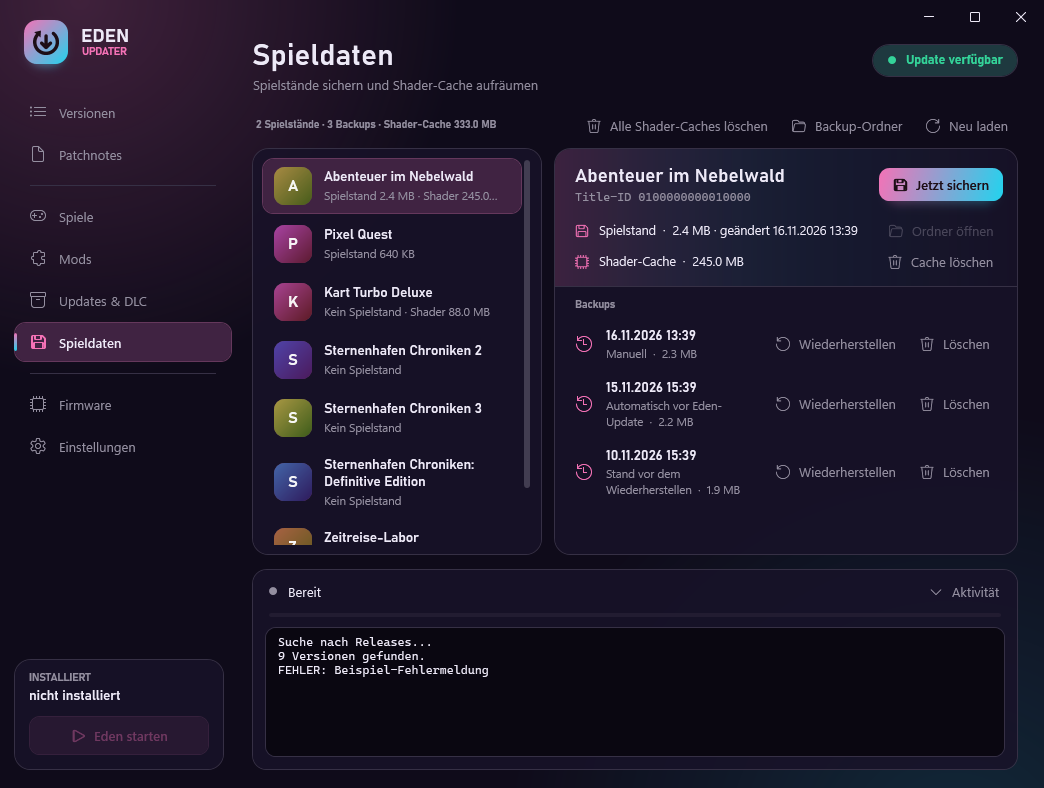 EDEN
UPDATER
Versionen
Patchnotes
Spiele
Mods
Updates & DLC
Spieldaten
Firmware
Einstellungen
INSTALLIERT
nicht installiert
Eden starten
Spieldaten
Spielstände sichern und Shader-Cache aufräumen
Update verfügbar
2 Spielstände · 3 Backups · Shader-Cache 333.0 MB
Alle Shader-Caches löschen
Backup-Ordner
Neu laden
A
Abenteuer im Nebelwald
Spielstand 2.4 MB · Shader 245.0...
P
Pixel Quest
Spielstand 640 KB
K
Kart Turbo Deluxe
Kein Spielstand · Shader 88.0 MB
S
Sternenhafen Chroniken 2
Kein Spielstand
S
Sternenhafen Chroniken 3
Kein Spielstand
S
Sternenhafen Chroniken:
Definitive Edition
Kein Spielstand
Z
Zeitreise-Labor
Abenteuer im Nebelwald
Title-ID 0100000000010000
Jetzt sichern
Spielstand · 2.4 MB · geändert 16.11.2026 13:39
Ordner öffnen
Shader-Cache · 245.0 MB
Cache löschen
Backups
16.11.2026 13:39
Manuell · 2.3 MB
Wiederherstellen
Löschen
15.11.2026 15:39
Automatisch vor Eden-
Update · 2.2 MB
Wiederherstellen
Löschen
10.11.2026 15:39
Stand vor dem
Wiederherstellen · 1.9 MB
Wiederherstellen
Löschen
Bereit
Aktivität
Suche nach Releases...
9 Versionen gefunden.
FEHLER: Beispiel-Fehlermeldung